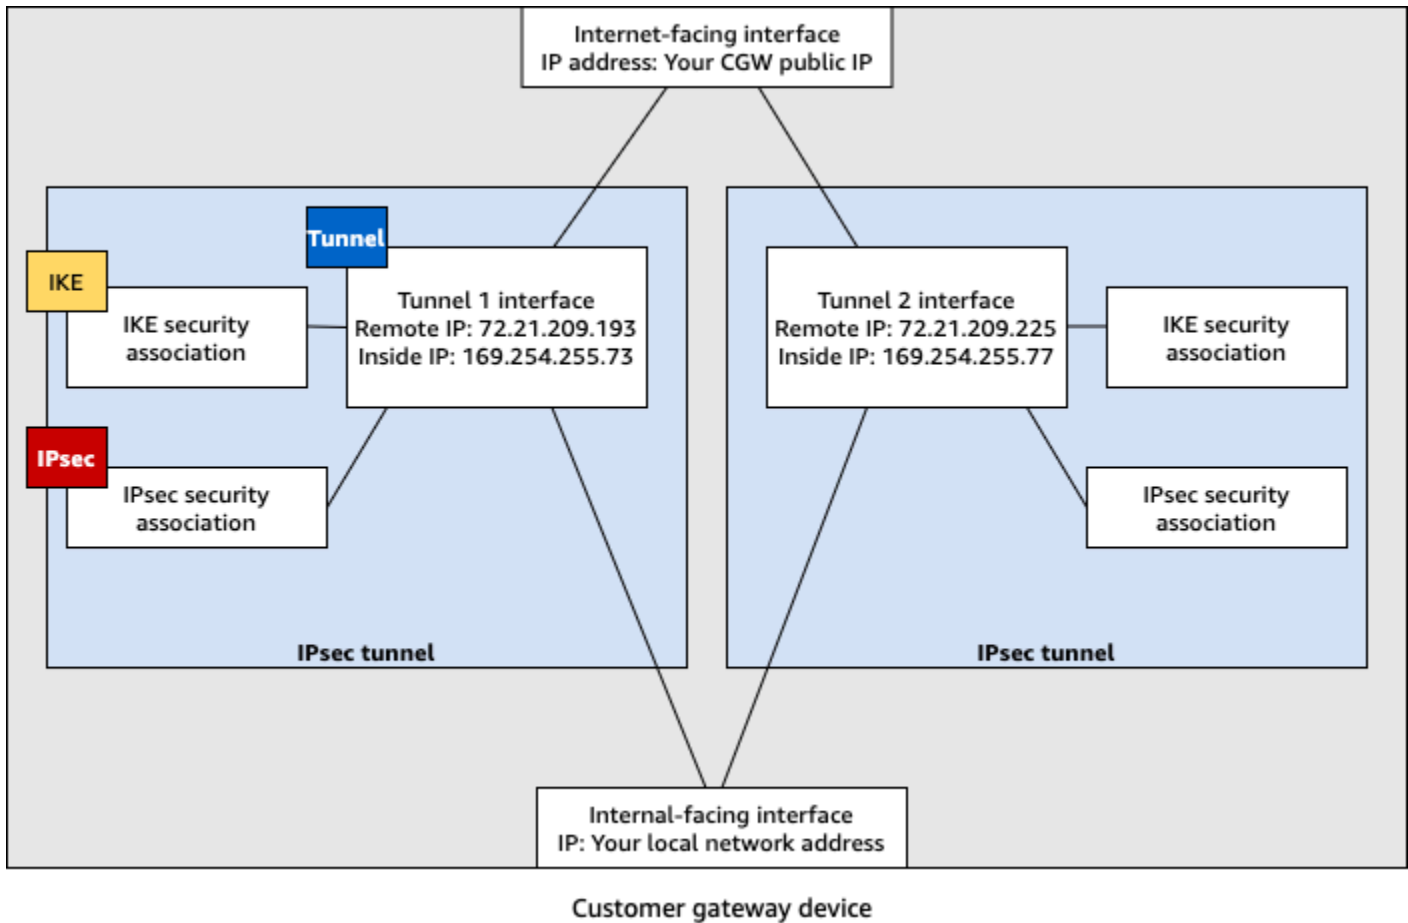 Internet-facing interface
IP address: Your CGW public IP
Tunnel
IKE
IKE security
association
Tunnel 1 interface
Remote IP: 72.21.209.193
Inside IP: 169.254.255.73
IPsec
IPsec security
association
IPsec tunnel
Tunnel 2 interface
Remote IP: 72.21.209.225
Inside IP: 169.254.255.77
IKE security
association
IPsec security
association
IPsec tunnel
Internal-facing interface
IP: Your local network address
Customer gateway device